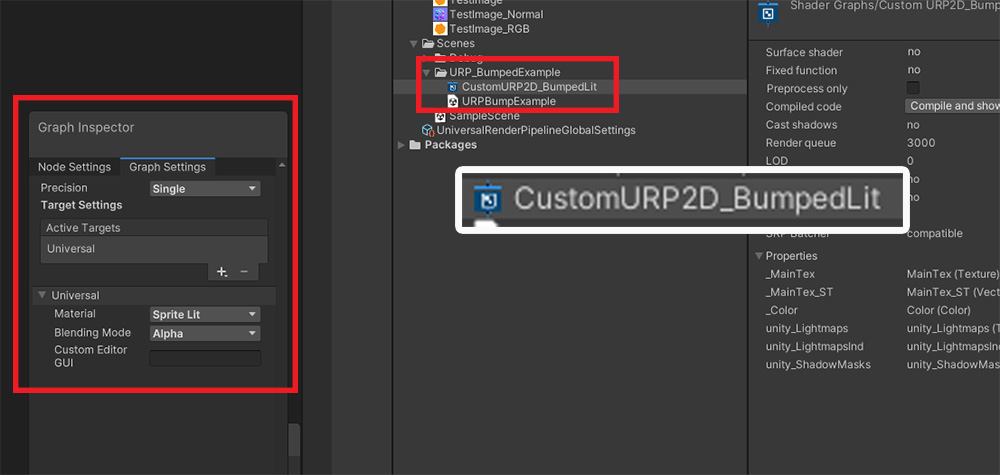 Graph Inspector
Node Settings
Graph Settings
Precision
Single
Target Settings
Active Targets
Universal
+
−
Universal
Material
Sprite Lit
Blending Mode
Alpha
Custom Editor
GUI
TestImage
TestImage_Normal
TestImage_RGB
Scenes
Debug
URP_BumpedExample
CustomURP2D_BumpedLit
URPBumpExample
SampleScene
UniversalRenderPipelineGlobalSettings
Packages
CustomURP2D_BumpedLit
Shader Graphs/Custom URP2D_Bump
Surface shader
no
Fixed function
no
Preprocess only
Compiled code
Compile and show
Cast shadows
no
Render queue
3000
LOD
0
no
no
SRP Batcher
compatible
Properties
_MainTex
MainTex (Texture)
_MainTex_ST
MainTex_ST (Vect
_Color
Color (Color)
unity_Lightmaps
unity_Lightmaps (T
unity_LightmapsInd
unity_LightmapsInd
unity_ShadowMasks
unity_ShadowMasks